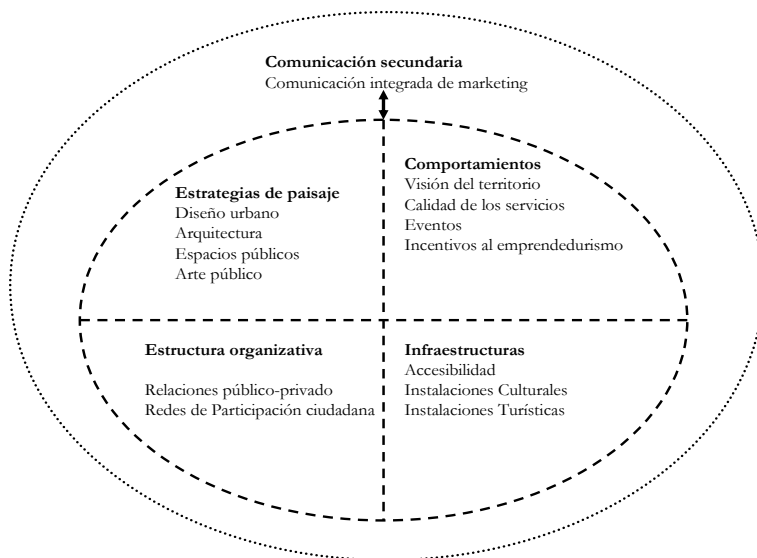 Comunicación secundaria
Comunicación integrada de marketing
Estrategias de paisaje
Diseño urbano
Arquitectura
Espacios públicos
Arte público
Comportamientos
Visión del territorio
Calidad de los servicios
Eventos
Incentivos al emprendedurismo
Estructura organizativa
Relaciones público-privado
Redes de Participación ciudadana
Infraestructuras
Accesibilidad
Instalaciones Culturales
Instalaciones Turísticas